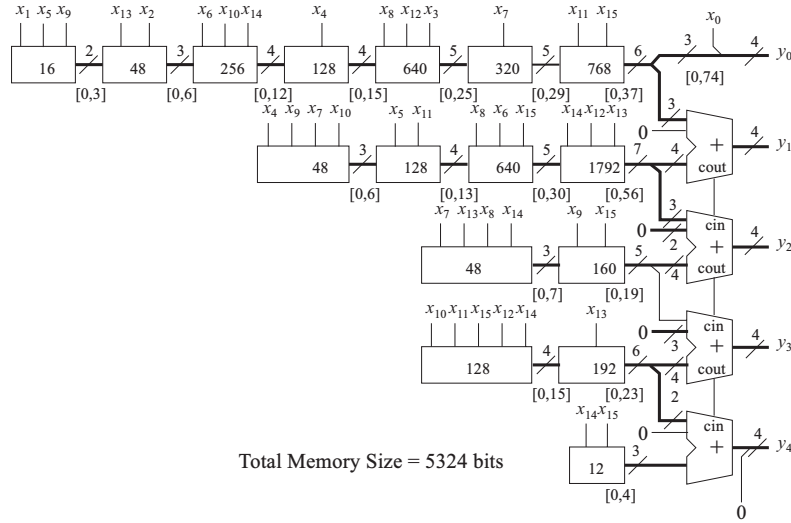 x1 x5 x9 x13 x2 x6 x10 x14 x4 x8 x12 x3 x7 x11 x15 x0
16 2 48 3 256 4 128 4 640 5 320 5 768 6 3 4 y0
[0,3] [0,6] [0,12] [0,15] [0,25] [0,29] [0,37] [0,74]
x4 x9 x7 x10 x5 x11 x8 x6 x15 x14 x12 x13 3 0
48 3 128 4 640 5 1792 7 4 + cout 4 y1
[0,6] [0,13] [0,30] [0,56]
x7 x13 x8 x14 x9 x15 3 0 cin
48 3 160 5 2 4 + cout 4 y2
[0,7] [0,19]
x10 x11 x15 x12 x14 x13 0 cin
128 4 192 6 3 4 + cout 4 y3
[0,15] [0,23]
x14 x15 2 0 cin + 4 y4
12 3
[0,4] 0
Total Memory Size = 5324 bits